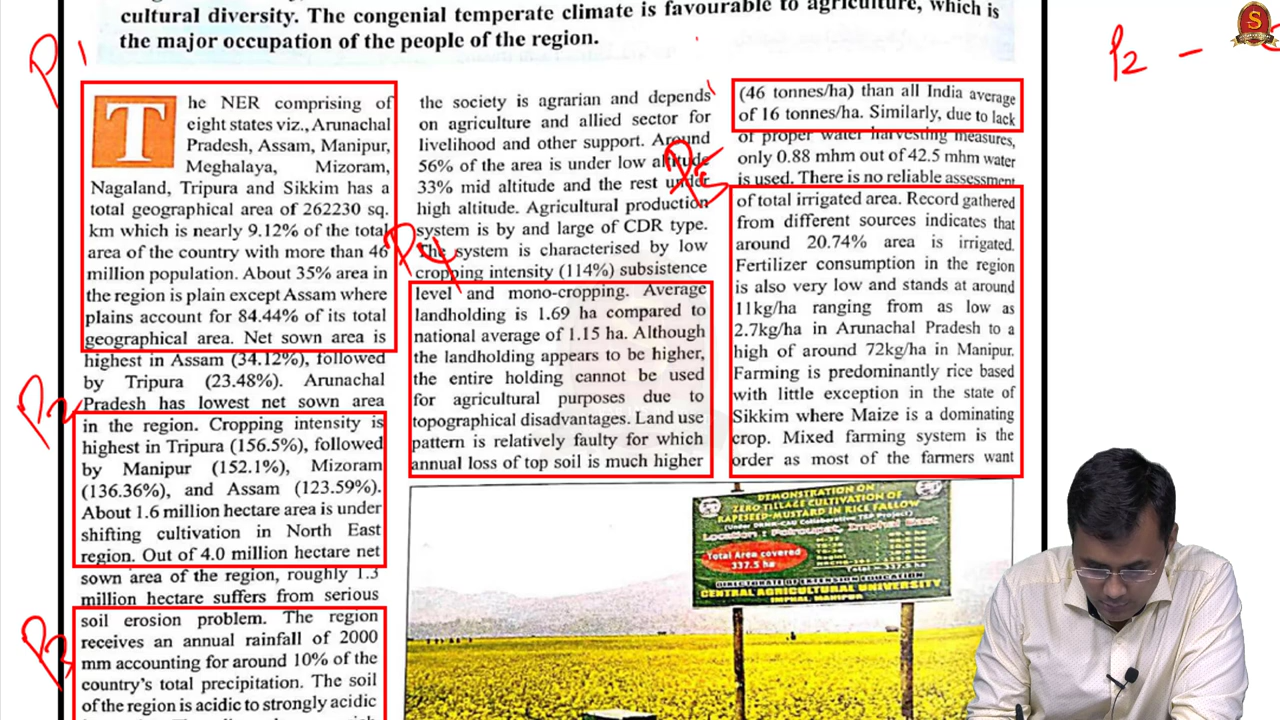 cultural diversity. The congenial temperate climate is favourable to agriculture, which is
the major occupation of the people of the region.
P1
P2 -
The NER comprising of
eight states viz., Arunachal
Pradesh, Assam, Manipur,
Meghalaya, Mizoram,
Nagaland, Tripura and Sikkim has a
total geographical area of 262230 sq.
km which is nearly 9.12% of the total
area of the country with more than 46
million population. About 35% area in
the region is plain except Assam where
plains account for 84.44% of its total
geographical area. Net sown area is
highest in Assam (34.12%), followed
by Tripura (23.48%). Arunachal
Pradesh has lowest net sown area
P2
in the region. Cropping intensity is
highest in Tripura (156.5%), followed
by Manipur (152.1%), Mizoram
(136.36%), and Assam (123.59%).
About 1.6 million hectare area is under
shifting cultivation in North East
region. Out of 4.0 million hectare net
sown area of the region, roughly 1.3
million hectare suffers from serious
P3
soil erosion problem. The region
receives an annual rainfall of 2000
mm accounting for around 10% of the
country's total precipitation. The soil
of the region is acidic to strongly acidic
the society is agrarian and depends
on agriculture and allied sector for
livelihood and other support. Around
56% of the area is under low altitude
33% mid altitude and the rest under
high altitude. Agricultural production
system is by and large of CDR type.
P4
The system is characterised by low
cropping intensity (114%) subsistence
level and mono-cropping. Average
landholding is 1.69 ha compared to
national average of 1.15 ha. Although
the landholding appears to be higher,
the entire holding cannot be used
for agricultural purposes due to
topographical disadvantages. Land use
pattern is relatively faulty for which
annual loss of top soil is much higher
(46 tonnes/ha) than all India average
of 16 tonnes/ha. Similarly, due to lack
of proper water harvesting measures,
only 0.88 mhm out of 42.5 mhm water
is used. There is no reliable assessment
P5
of total irrigated area. Record gathered
from different sources indicates that
around 20.74% area is irrigated.
Fertilizer consumption in the region
is also very low and stands at around
11kg/ha ranging from as low as
2.7kg/ha in Arunachal Pradesh to a
high of around 72kg/ha in Manipur.
Farming is predominantly rice based
with little exception in the state of
Sikkim where Maize is a dominating
crop. Mixed farming system is the
order as most of the farmers want
DEMONSTRATION ON
ZERO TILLAGE CULTIVATION OF
RAPESEED-MUSTARD IN RICE FALLOW
Total Area covered
337.5 ha
DIRECTORATE OF EXTENSION EDUCATION
CENTRAL AGRICULTURAL UNIVERSITY
IMPHAL, MANIPUR